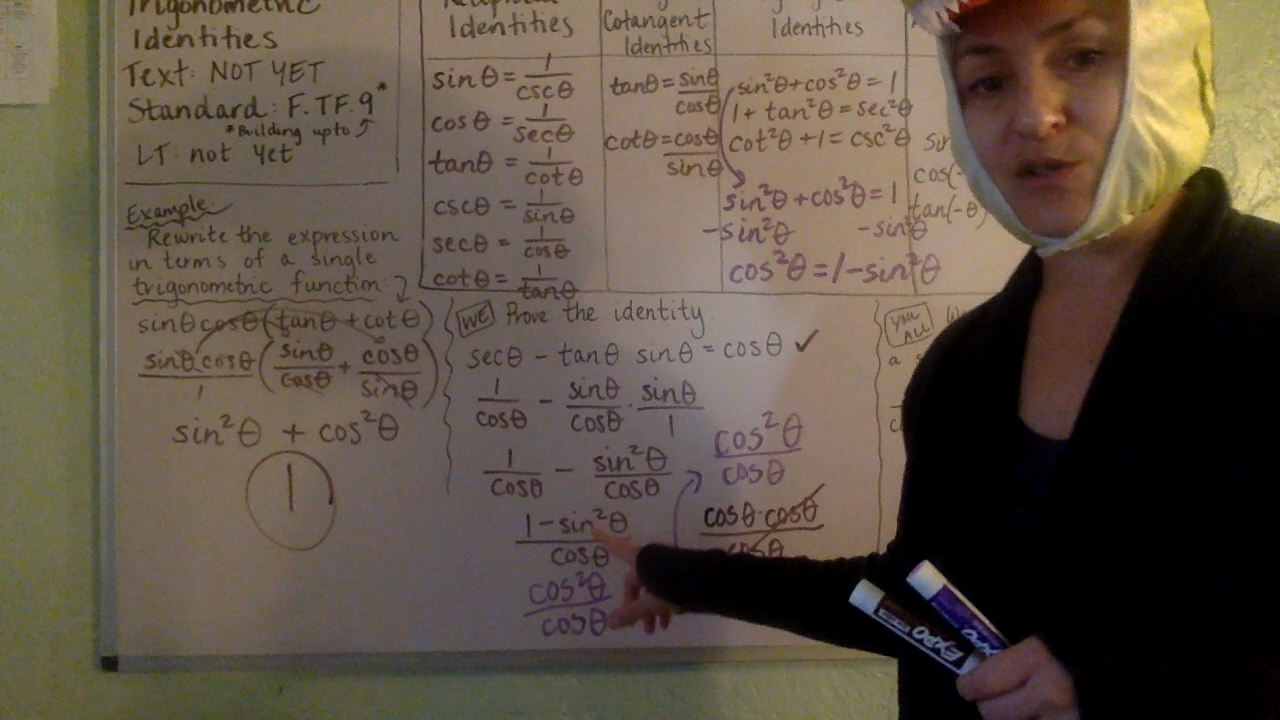 Trigonometric
Identities
Text: NOT YET
Standard: F.TF.9*
*Building up to
LT: not yet
Example:
Rewrite the expression
in terms of a single
trigonometric function:
sinθcosθ(tanθ+cotθ)
sinθ cosθ/1 (sinθ/cosθ + cosθ/sinθ)
sin²θ + cos²θ
1
Identities
sinθ = 1/cscθ
cosθ = 1/secθ
tanθ = 1/cotθ
cscθ = 1/sinθ
secθ = 1/cosθ
cotθ = 1/tanθ
Cotangent
Identities
tanθ = sinθ/cosθ
cotθ = cosθ/sinθ
Identities
sin²θ+cos²θ = 1
1+tan²θ = sec²θ
cot²θ +1 = csc²θ
sin²θ +cos²θ = 1
-sin²θ -sin²θ
cos²θ = 1-sin²θ
cos(-
tan(-θ)
WE Prove the identity.
secθ - tanθ sinθ = cosθ ✓
1/cosθ - sinθ/cosθ · sinθ/1
1/cosθ - sin²θ/cosθ
1-sin²θ/cosθ
cos²θ/cosθ
cos²θ/cosθ
cosθ·cosθ/cosθ
YOU ALL
a
EXPO
EXPO